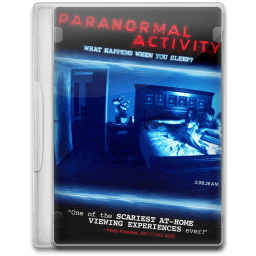 PARANORMAL
ACTIVITY
WHAT HAPPENS WHEN YOU SLEEP?
"One of the SCARIEST AT-HOME
VIEWING EXPERIENCES ever!"